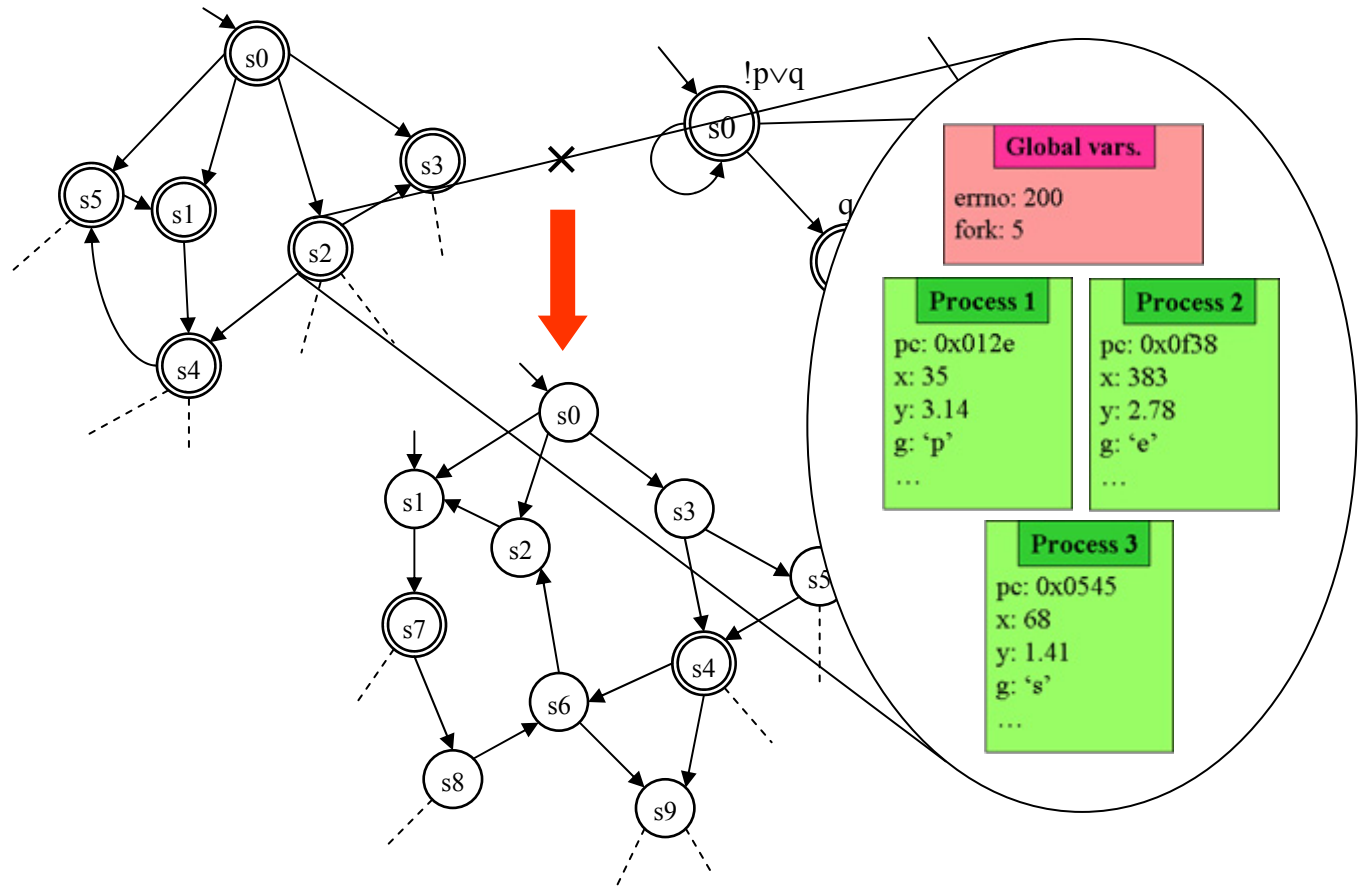 s0
s3
s5
s1
s2
s4
×
!p∨q
s0
q
s0
s1
s3
s2
s5
s7
s4
s6
s8
s9
Global vars.
errno: 200
fork: 5
Process 1
pc: 0x012e
x: 35
y: 3.14
g: ‘p’
…
Process 2
pc: 0x0f38
x: 383
y: 2.78
g: ‘e’
…
Process 3
pc: 0x0545
x: 68
y: 1.41
g: ‘s’
…